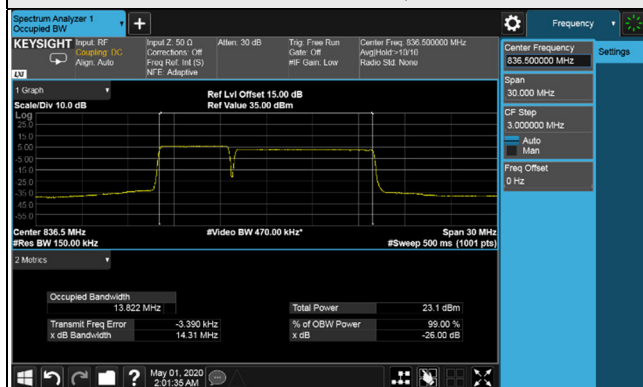 Spectrum Analyzer 1
Occupied BW
Frequency
KEYSIGHT
Input: RF
Coupling: DC
Align: Auto
Input Z: 50 Ω
Corrections: Off
Freq Ref: Int (S)
NFE: Adaptive
Atten: 30 dB
Trig: Free Run
Gate: Off
#IF Gain: Low
Center Freq: 836.500000 MHz
Avg|Hold:>10/10
Radio Std: None
LXI
Center Frequency
836.500000 MHz
Settings
Span
30.000 MHz
CF Step
3.000000 MHz
Auto
Man
Freq Offset
0 Hz
1 Graph
Scale/Div 10.0 dB
Ref Lvl Offset 15.00 dB
Ref Value 35.00 dBm
Log
25.0
15.0
5.00
-5.00
-15.0
-25.0
-35.0
-45.0
-55.0
Center 836.5 MHz
#Res BW 150.00 kHz
#Video BW 470.00 kHz*
Span 30 MHz
#Sweep 500 ms (1001 pts)
2 Metrics
Occupied Bandwidth
13.822 MHz
Total Power 23.1 dBm
Transmit Freq Error -3.390 kHz
% of OBW Power 99.00 %
x dB Bandwidth 14.31 MHz
x dB -26.00 dB
?
May 01, 2020
2:01:35 AM